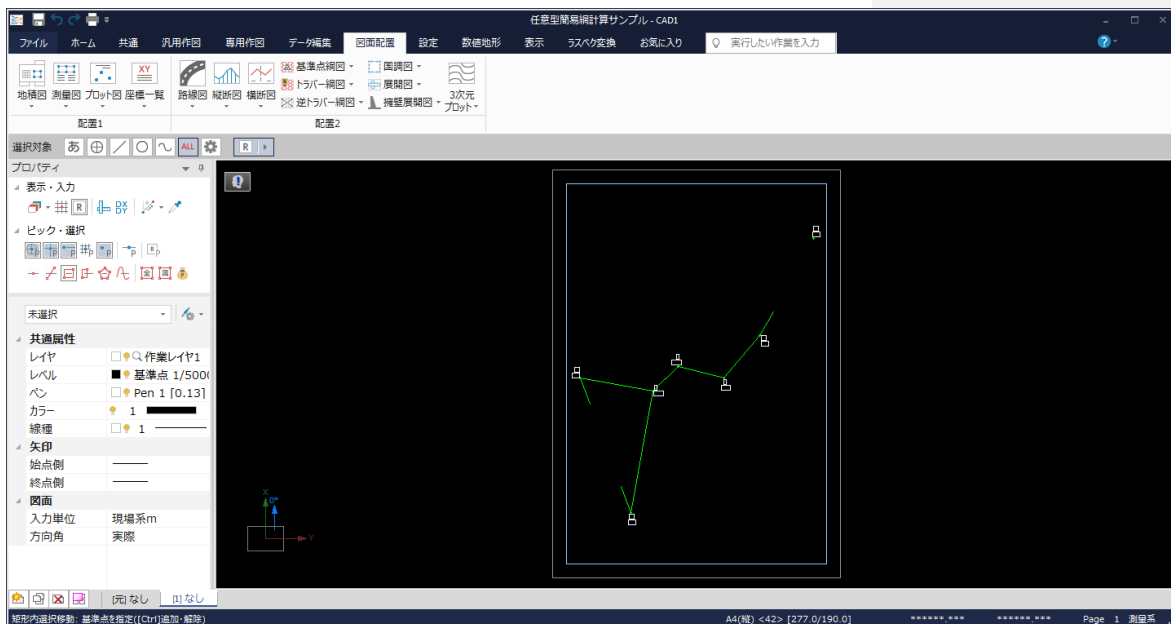 任意型簡易網計算サンプル - CAD1
ファイル ホーム 共通 汎用作図 専用作図 データ編集 図面配置 設定 数値地形 表示 ラスベク変換 お気に入り 実行したい作業を入力
基準点網図 国調図
トラバー網図 展開図
逆トラバー網図 擁壁展開図
地積図 測量図 プロット図 座標一覧 路線図 縦断図 横断図 3次元
プロット
配置1 配置2
選択対象 あ ALL R
プロパティ
表示・入力
R DX
DY
ピック・選択
P P P P P P R P
全 属 P
未選択
共通属性
レイヤ 作業レイヤ1
レベル 基準点 1/500(
ペン Pen 1 [0.13]
カラー 1
線種 1
矢印
始点側
終点側
図面
入力単位 現場系m
方向角 実際
X
0°
Y
[元] なし [1] なし
矩形内選択移動: 基準点を指定([Ctrl]追加・解除) A4(縦) <42> [277.0/190.0] ******.*** ******.*** Page 1 測量系